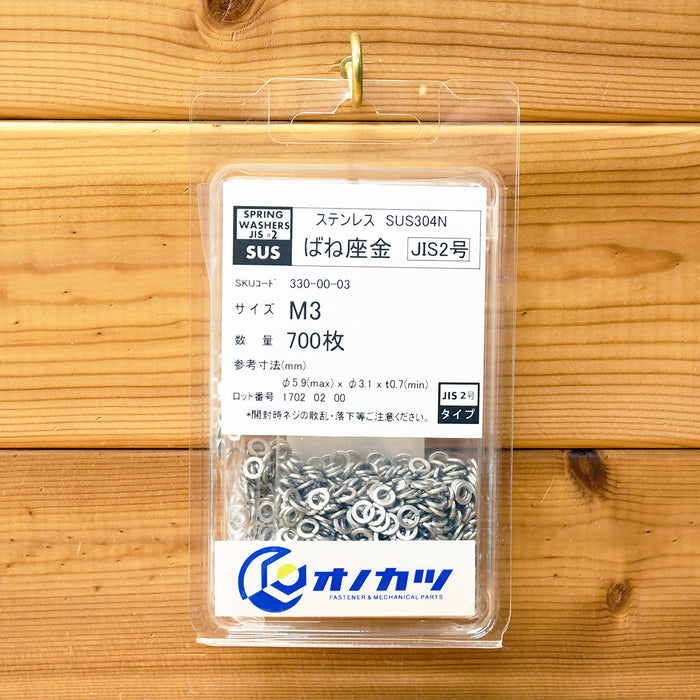 SPRING
WASHERS
JIS #2
SUS
ステンレス SUS304N
ばね座金 JIS2号
SKUコード 330-00-03
サイズ M3
数量 700枚
参考寸法(mm)
φ5.9(max) x φ3.1 x t0.7(min)
ロット番号 1702 02 00
JIS 2号
タイプ
*開封時ネジの散乱・落下等ご注意ください。
オノカツ
FASTENER & MECHANICAL PARTS